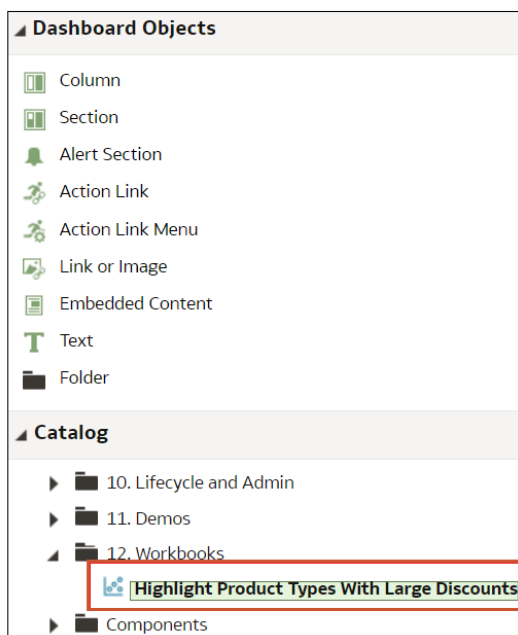 Dashboard Objects
Column
Section
Alert Section
Action Link
Action Link Menu
Link or Image
Embedded Content
Text
Folder
Catalog
10. Lifecycle and Admin
11. Demos
12. Workbooks
Highlight Product Types With Large Discounts
Components